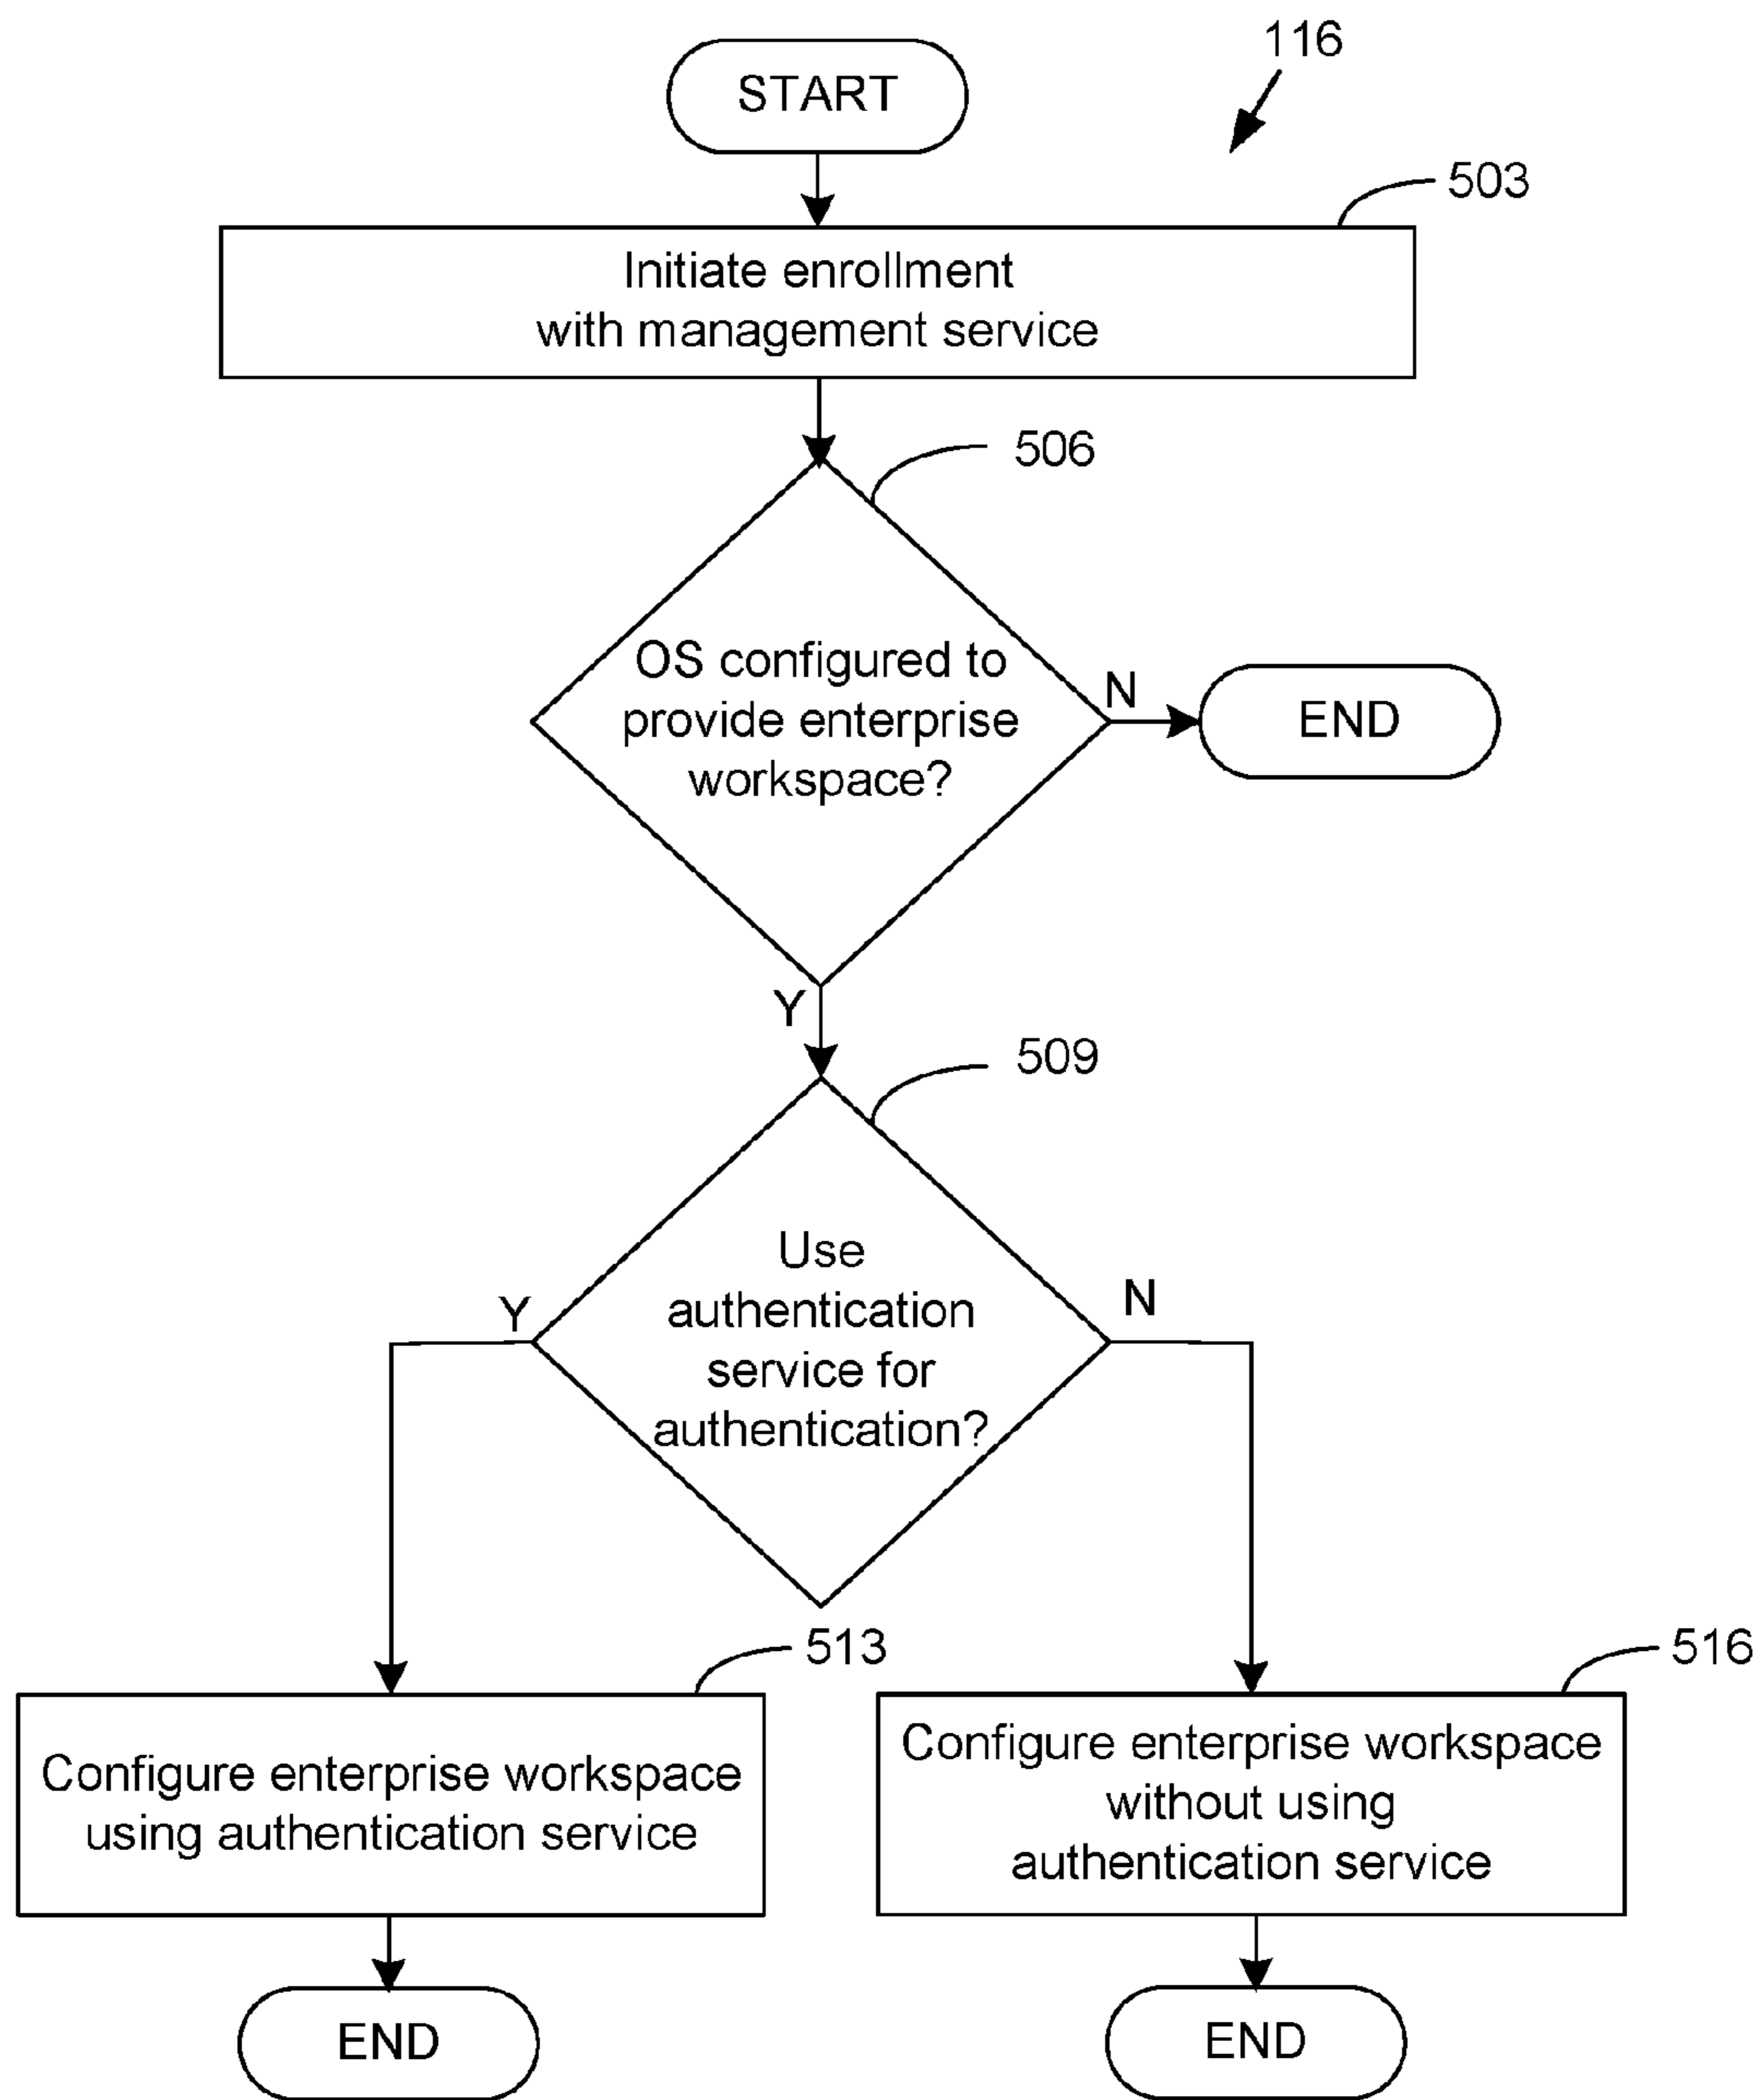 116
START
503
Initiate enrollment
with management service
506
OS configured to
provide enterprise
workspace?
N
END
Y
509
Use
authentication
service for
authentication?
Y
N
513
516
Configure enterprise workspace
using authentication service
Configure enterprise workspace
without using
authentication service
END
END